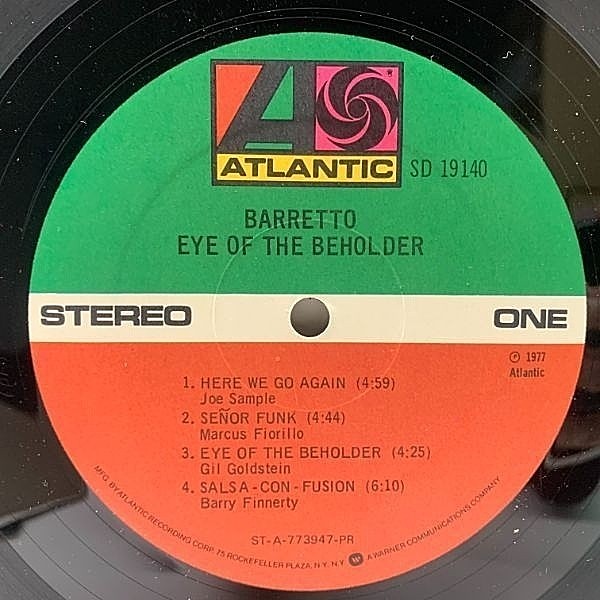 ATLANTIC SD 19140
BARRETTO
EYE OF THE BEHOLDER
STEREO ONE
℗ 1977
Atlantic
1. HERE WE GO AGAIN (4:59)
Joe Sample
2. SEÑOR FUNK (4:44)
Marcus Fiorillo
3. EYE OF THE BEHOLDER (4:25)
Gil Goldstein
4. SALSA-CON-FUSION (6:10)
Barry Finnerty
ST-A-773947-PR
MFG. BY ATLANTIC RECORDING CORP. 75 ROCKEFELLER PLAZA, N.Y. N.Y. A WARNER COMMUNICATIONS COMPANY